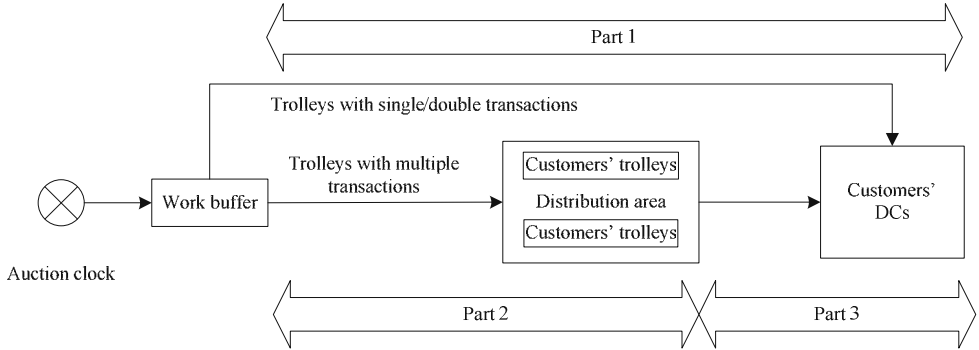 Part 1
Trolleys with single/double transactions
Trolleys with multiple
transactions
Customers’ trolleys
Distribution area
Customers’ trolleys
Work buffer
Customers’
DCs
Auction clock
Part 2
Part 3